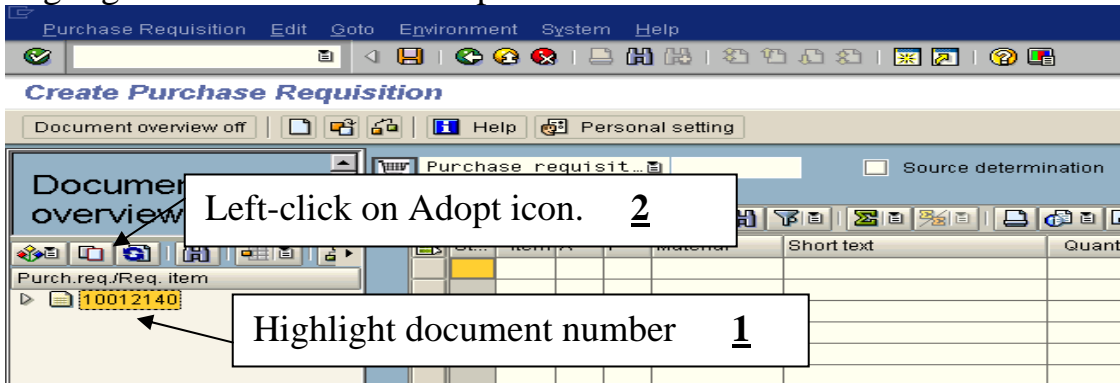 Purchase Requisition Edit Goto Environment System Help
Create Purchase Requisition
Document overview off Help Personal setting
Purchase requisit... Source determination
overview
Left-click on Adopt icon. 2
St... Item A Material Short text Quant
Purch.req./Req. item
10012140
Highlight document number 1